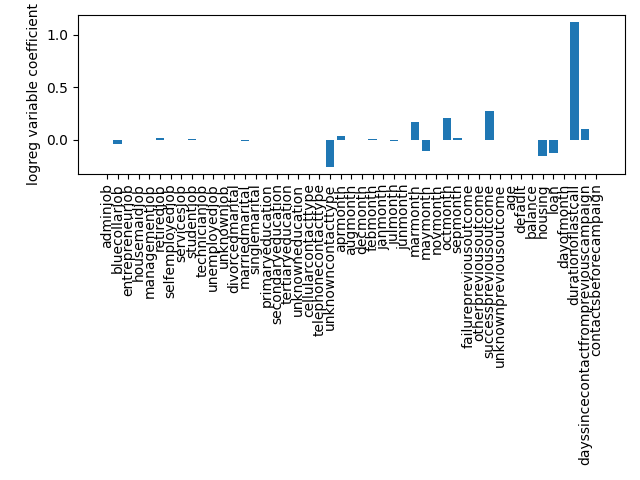 logreg variable coefficient
1.0
0.5
0.0
adminjob
bluecollarjob
entrepreneurjob
housemaidjob
managementjob
retiredjob
selfemployedjob
servicesjob
studentjob
technicianjob
unemployedjob
unknownjob
divorcedmarital
marriedmarital
singlemarital
primaryeducation
secondaryeducation
tertiaryeducation
unknowneducation
cellularcontacttype
telephonecontacttype
unknowncontacttype
aprmonth
augmonth
decmonth
febmonth
janmonth
julmonth
junmonth
marmonth
maymonth
novmonth
octmonth
sepmonth
failurepreviousoutcome
otherpreviousoutcome
successpreviousoutcome
unknownpreviousoutcome
age
default
balance
housing
loan
dayofmonth
durationoflastcall
dayssincecontactfrompreviouscampaign
contactsbeforecampaign